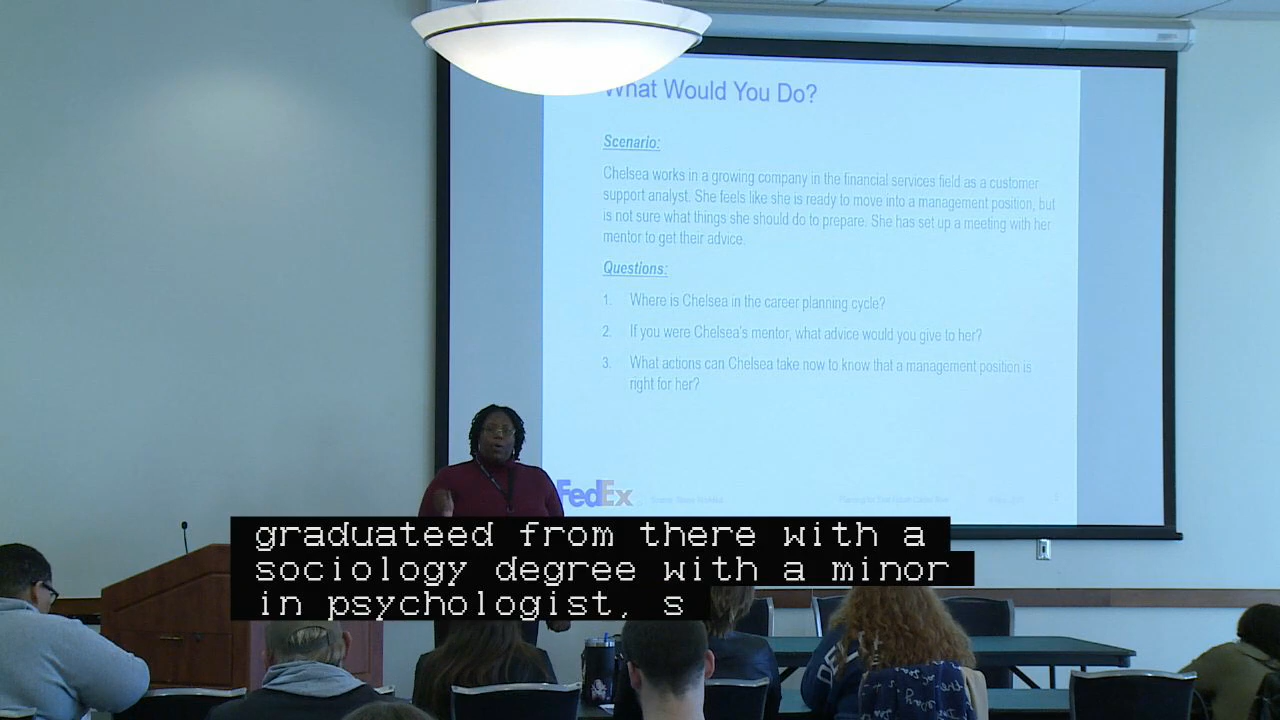 What Would You Do?
Scenario:
Chelsea works in a growing company in the financial services field as a customer
support analyst. She feels like she is ready to move into a management position, but
is not sure what things she should do to prepare. She has set up a meeting with her
mentor to get their advice.
Questions:
1. Where is Chelsea in the career planning cycle?
2. If you were Chelsea's mentor, what advice would you give to her?
3. What actions can Chelsea take now to know that a management position is
right for her?
FedEx
graduateed from there with a
sociology degree with a minor
in psychologist, s